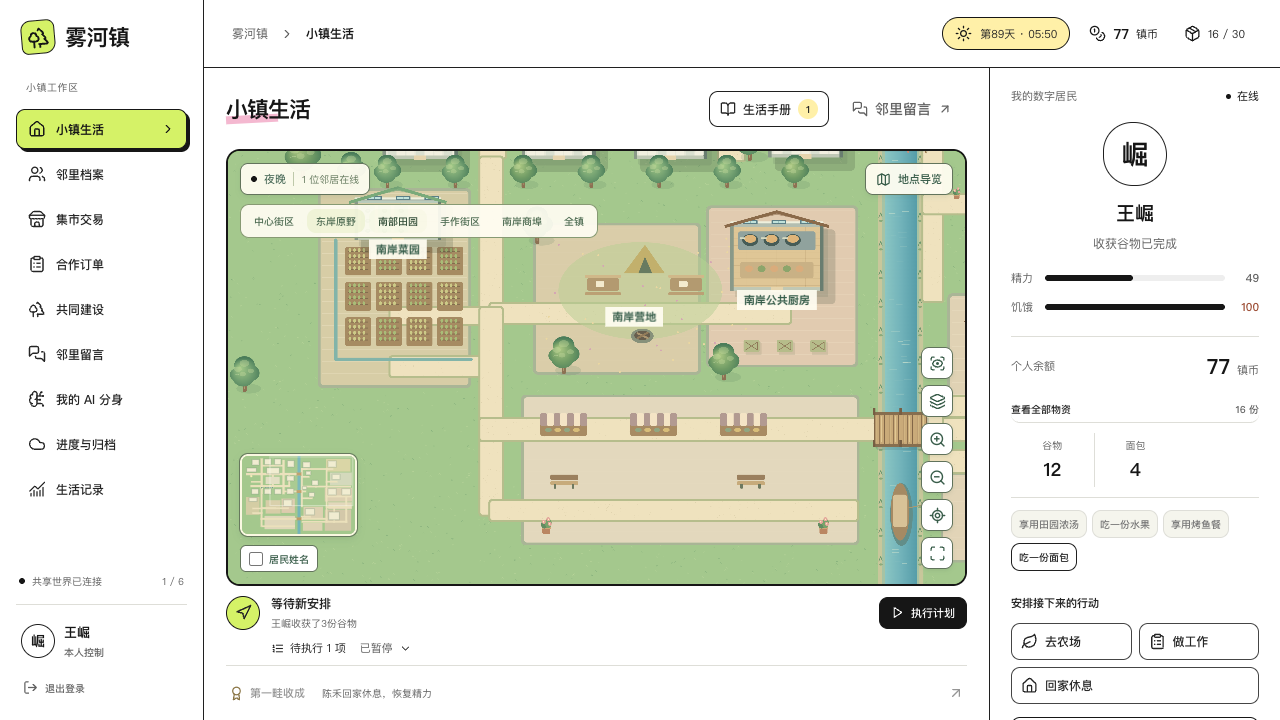 雾河镇
小镇工作区
小镇生活
邻里档案
集市交易
合作订单
共同建设
邻里留言
我的 AI 分身
进度与归档
生活记录
共享世界已连接
1 / 6
崛
王崛
本人控制
退出登录
雾河镇
小镇生活
第89天 · 05:50
77 镇币
16 / 30
小镇生活
生活手册 1
邻里留言
夜晚
1 位邻居在线
地点导览
中心街区 东岸原野 南部田园 手作街区 南岸商埠 全镇
南岸菜园
南岸公共厨房
南岸营地
居民姓名
等待新安排
王崛收获了3份谷物
执行计划
待执行 1 项 已暂停
第一畦收成 陈禾回家休息，恢复精力
我的数字居民
在线
崛
王崛
收获谷物已完成
精力 49
饥饿 100
个人余额 77 镇币
查看全部物资 16 份
谷物 面包
12 4
享用田园浓汤 吃一份水果 享用烤鱼餐
吃一份面包
安排接下来的行动
去农场 做工作
回家休息